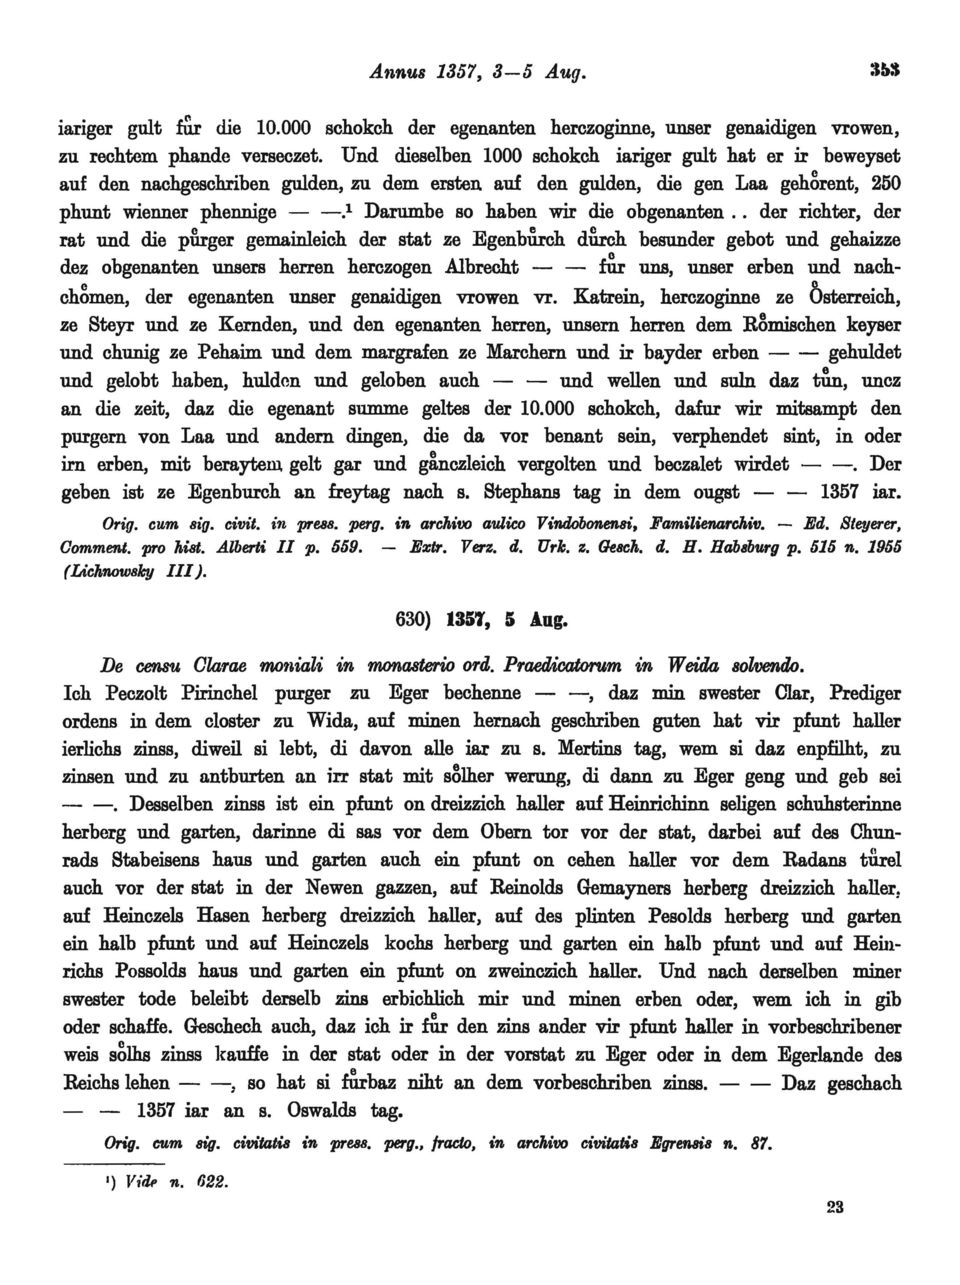 Annus 1357, 3—5 Aug. 353
iariger gult fuͤr die 10.000 schokch der egenanten herczoginne, unser genaidigen vrowen,
zu rechtem phande verseczet. Und dieselben 1000 schokch iariger gult hat er ir beweyset
auf den nachgeschriben gulden, zu dem ersten auf den gulden, die gen Laa gehoͤrent, 250
phunt wienner phennige — —.¹ Darumbe so haben wir die obgenanten . . der richter, der
rat und die puͤrger gemainleich der stat ze Egenbuͤrch duͤrch besunder gebot und gehaizze
dez obgenanten unsers herren herczogen Albrecht — — fuͤr uns, unser erben und nach-
choͤmen, der egenanten unser genaidigen vrowen vr. Katrein, herczoginne ze Oͤsterreich,
ze Steyr und ze Kernden, und den egenanten herren, unsern herren dem Roͤmischen keyser
und chunig ze Pehaim und dem margrafen ze Marchern und ir bayder erben — — gehuldet
und gelobt haben, hulden und geloben auch — — und wellen und suln daz tuͤn, uncz
an die zeit, daz die egenant summe geltes der 10.000 schokch, dafur wir mitsampt den
purgern von Laa und andern dingen, die da vor benant sein, verphendet sint, in oder
irn erben, mit beraytem gelt gar und gaͤnczleich vergolten und beczalet wirdet — —. Der
geben ist ze Egenburch an freytag nach s. Stephans tag in dem ougst — — 1357 iar.
Orig. cum sig. civit. in press. perg. in archivo aulico Vindobonensi, Familienarchiv. — Ed. Steyerer,
Comment. pro hist. Alberti II p. 559. — Extr. Verz. d. Urk. z. Gesch. d. H. Habsburg p. 515 n. 1955
(Lichnowsky III).
630) 1357, 5 Aug.
De censu Clarae moniali in monasterio ord. Praedicatorum in Weida solvendo.
Ich Peczolt Pirinchel purger zu Eger bechenne — —, daz min swester Clar, Prediger
ordens in dem closter zu Wida, auf minen hernach geschriben guten hat vir pfunt haller
ierlichs zinss, diweil si lebt, di davon alle iar zu s. Mertins tag, wem si daz enpfilht, zu
zinsen und zu antburten an irr stat mit soͤlher werung, di dann zu Eger geng und geb sei
— —. Desselben zinss ist ein pfunt on dreizzich haller auf Heinrichinn seligen schuhsterinne
herberg und garten, darinne di sas vor dem Obern tor vor der stat, darbei auf des Chun-
rads Stabeisens haus und garten auch ein pfunt on cehen haller vor dem Radans tuͤrel
auch vor der stat in der Newen gazzen, auf Reinolds Gemayners herberg dreizzich haller,
auf Heinczels Hasen herberg dreizzich haller, auf des plinten Pesolds herberg und garten
ein halb pfunt und auf Heinczels kochs herberg und garten ein halb pfunt und auf Hein-
richs Possolds haus und garten ein pfunt on zweinczich haller. Und nach derselben miner
swester tode beleibt derselb zins erbichlich mir und minen erben oder, wem ich in gib
oder schaffe. Geschech auch, daz ich ir fuͤr den zins ander vir pfunt haller in vorbeschribener
weis soͤlhs zinss kauffe in der stat oder in der vorstat zu Eger oder in dem Egerlande des
Reichs lehen — —, so hat si fuͤrbaz niht an dem vorbeschriben zinss. — — Daz geschach
— — 1357 iar an s. Oswalds tag.
Orig. cum sig. civitatis in press. perg., fracto, in archivo civitatis Egrensis n. 87.
¹) Vide n. 622.
23